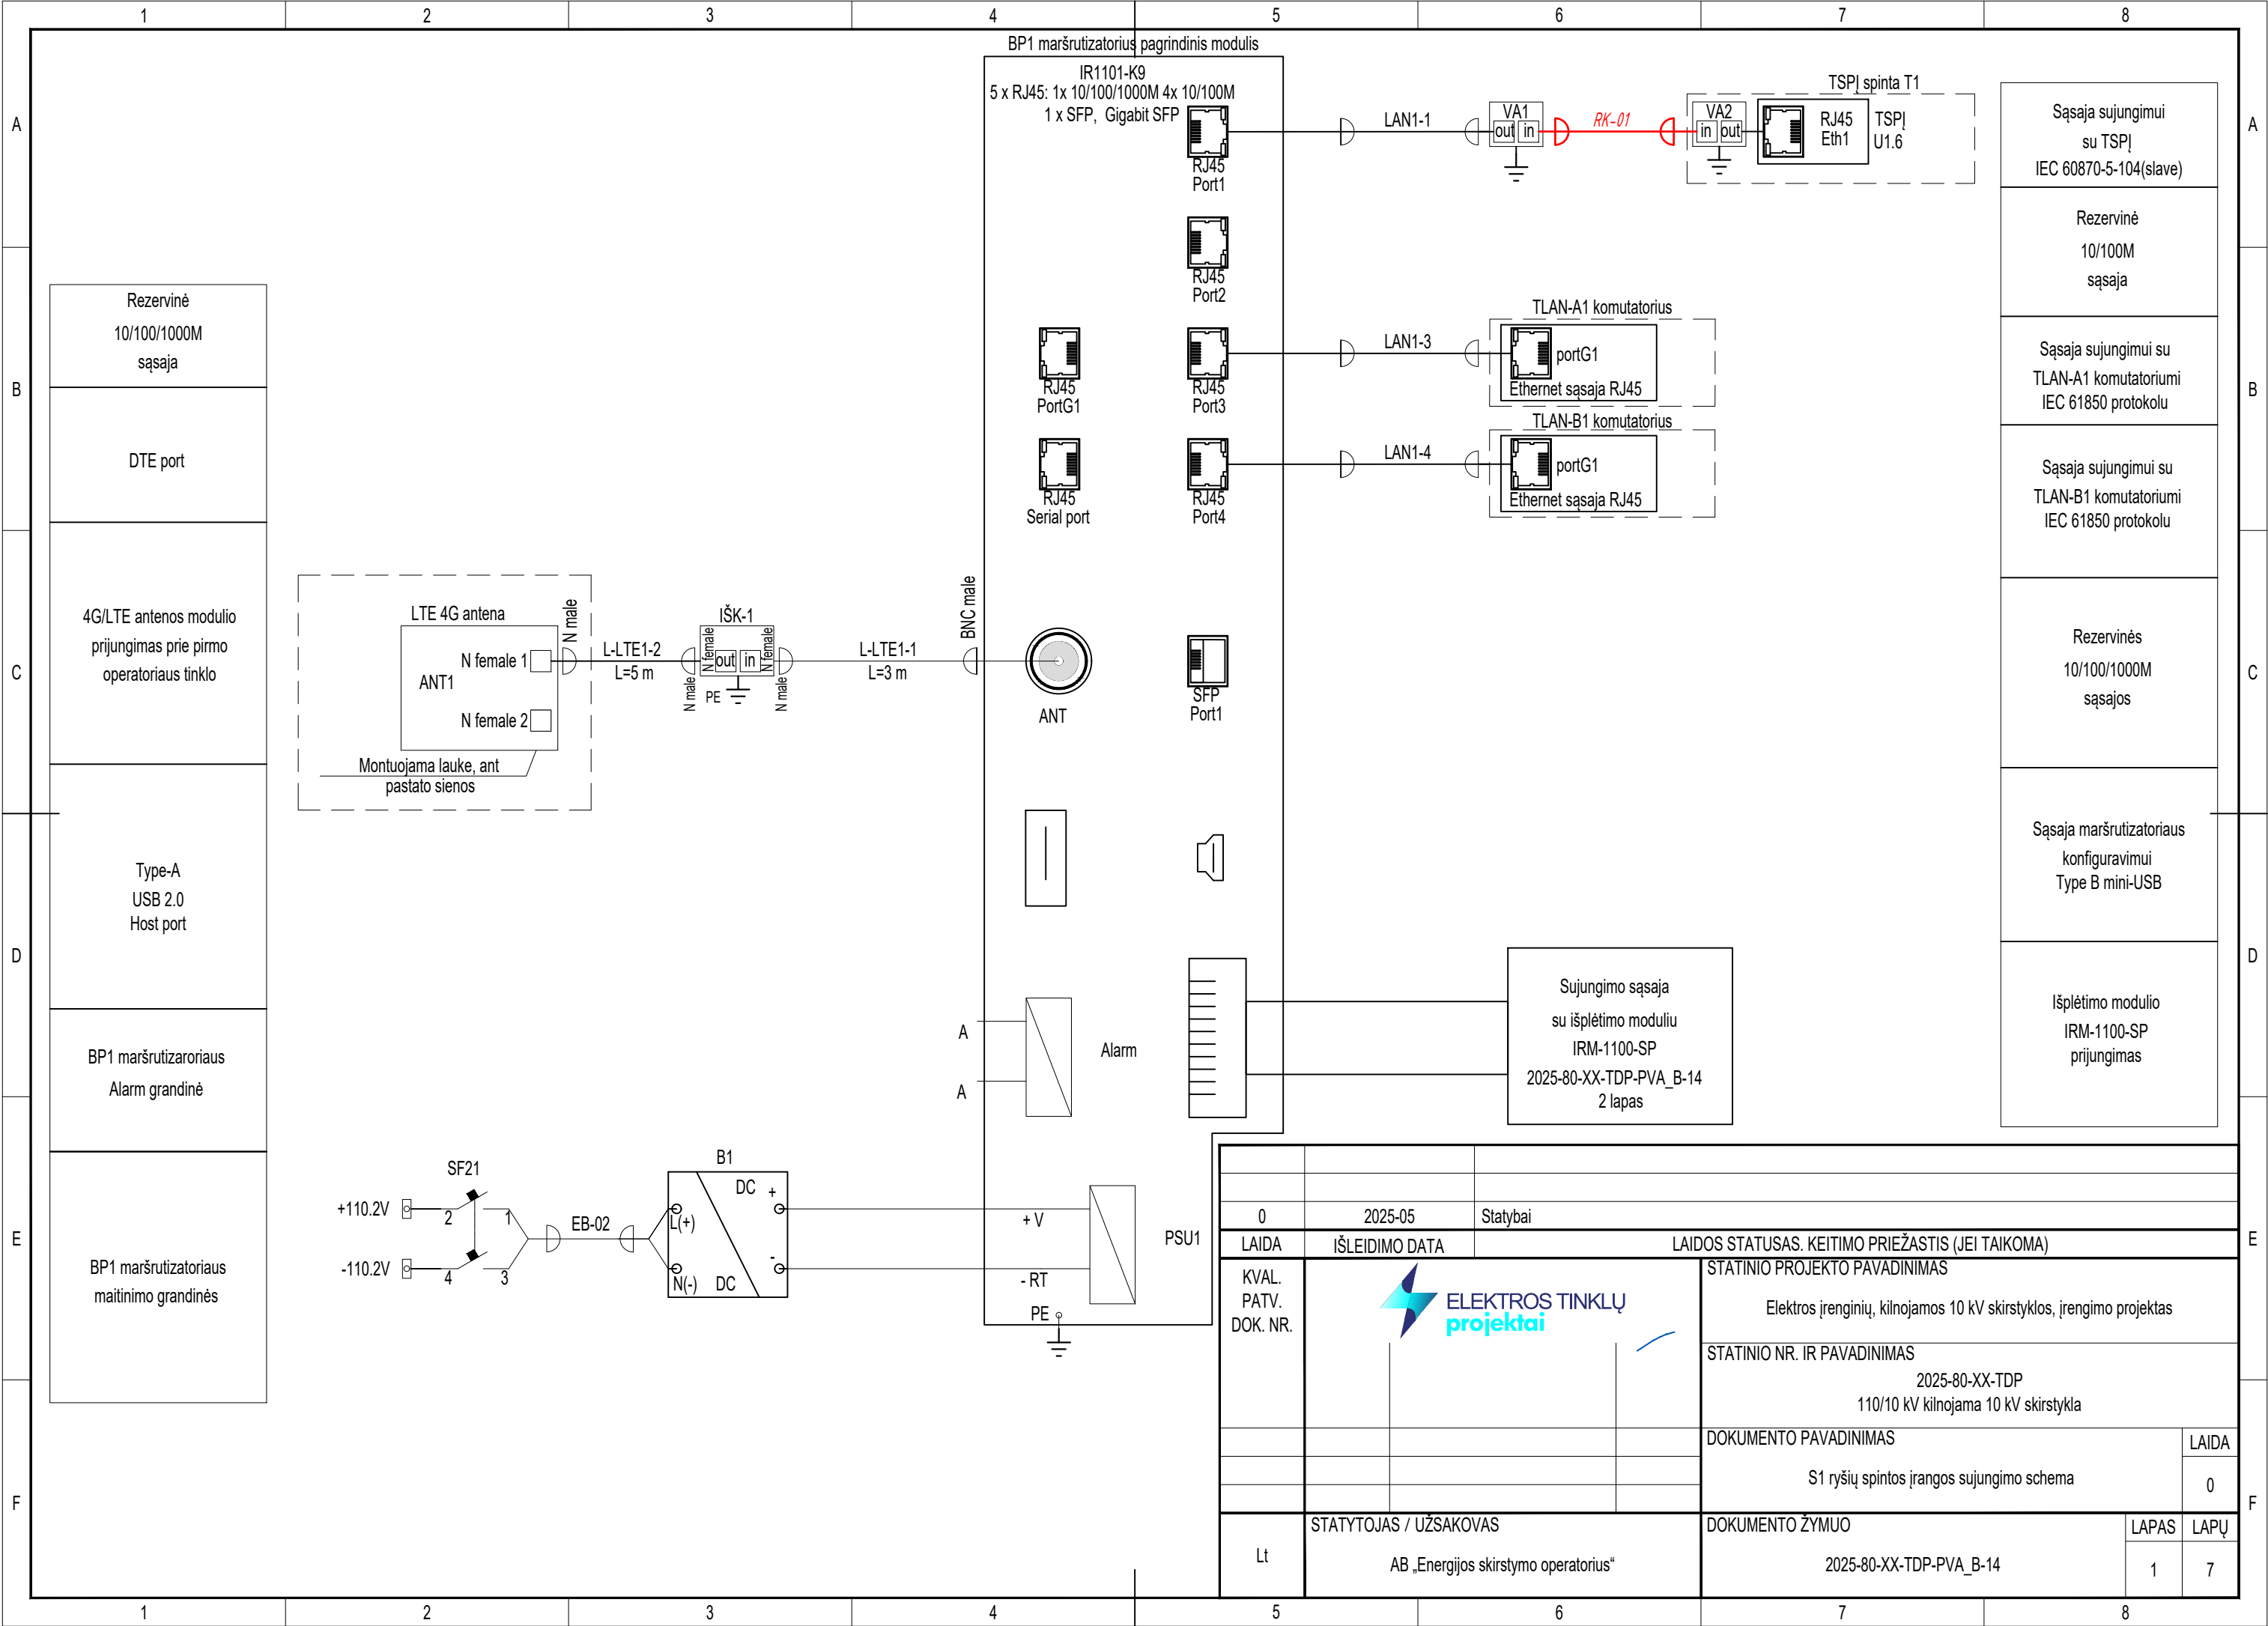 1 2 3 4 5 6 7 8
A
B
C
D
E
F
BP1 maršrutizatorius pagrindinis modulis
IR1101-K9
5 x RJ45: 1x 10/100/1000M 4x 10/100M
1 x SFP, Gigabit SFP
RJ45
Port1
LAN1-1
VA1
out in
RK-01
TSPĮ spinta T1
VA2
in out
RJ45
Eth1
TSPĮ
U1.6
RJ45
Port2
RJ45
PortG1
RJ45
Port3
LAN1-3
TLAN-A1 komutatorius
portG1
Ethernet sąsaja RJ45
RJ45
Serial port
RJ45
Port4
LAN1-4
TLAN-B1 komutatorius
portG1
Ethernet sąsaja RJ45
Rezervinė
10/100/1000M
sąsaja
DTE port
4G/LTE antenos modulio
prijungimas prie pirmo
operatoriaus tinklo
Type-A
USB 2.0
Host port
BP1 maršrutizaroriaus
Alarm grandinė
BP1 maršrutizatoriaus
maitinimo grandinės
LTE 4G antena
ANT1
N female 1
N female 2
N male
Montuojama lauke, ant
pastato sienos
L-LTE1-2
L=5 m
IŠK-1
N female
out in
N female
N male
PE
N male
L-LTE1-1
L=3 m
BNC male
ANT
SFP
Port1
A
A
Alarm
Sujungimo sąsaja
su išplėtimo moduliu
IRM-1100-SP
2025-80-XX-TDP-PVA_B-14
2 lapas
SF21
+110.2V
2 1
-110.2V
4 3
EB-02
B1
DC
+
L(+)
-
N(-)
DC
+ V
- RT
PE
PSU1
Sąsaja sujungimui
su TSPĮ
IEC 60870-5-104(slave)
Rezervinė
10/100M
sąsaja
Sąsaja sujungimui su
TLAN-A1 komutatoriumi
IEC 61850 protokolu
Sąsaja sujungimui su
TLAN-B1 komutatoriumi
IEC 61850 protokolu
Rezervinės
10/100/1000M
sąsajos
Sąsaja maršrutizatoriaus
konfiguravimui
Type B mini-USB
Išplėtimo modulio
IRM-1100-SP
prijungimas
0 2025-05 Statybai
LAIDA IŠLEIDIMO DATA LAIDOS STATUSAS. KEITIMO PRIEŽASTIS (JEI TAIKOMA)
KVAL.
PATV.
DOK. NR.
ELEKTROS TINKLŲ
projektai
STATINIO PROJEKTO PAVADINIMAS
Elektros įrenginių, kilnojamos 10 kV skirstyklos, įrengimo projektas
STATINIO NR. IR PAVADINIMAS
2025-80-XX-TDP
110/10 kV kilnojama 10 kV skirstykla
DOKUMENTO PAVADINIMAS
S1 ryšių spintos įrangos sujungimo schema
LAIDA
0
Lt
STATYTOJAS / UŽSAKOVAS
AB „Energijos skirstymo operatorius“
DOKUMENTO ŽYMUO
2025-80-XX-TDP-PVA_B-14
LAPAS LAPŲ
1 7
A
B
C
D
E
F
1 2 3 4 5 6 7 8